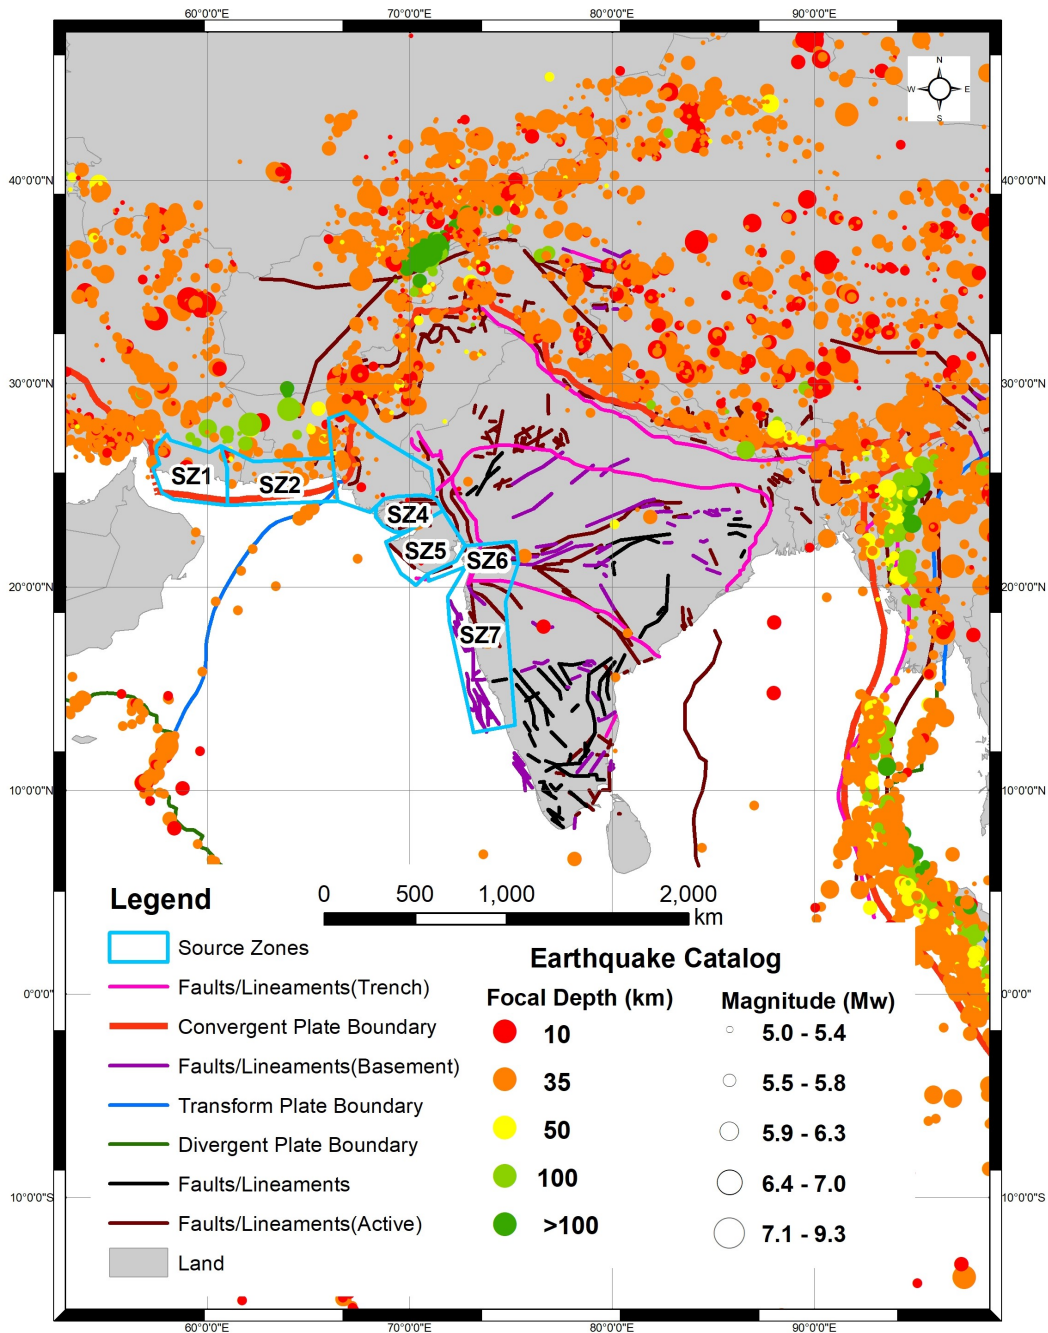 60°0'0"E 70°0'0"E 80°0'0"E 90°0'0"E
N
W E
S
40°0'0"N 40°0'0"N
30°0'0"N 30°0'0"N
SZ1
SZ2
SZ4
SZ5
SZ6
20°0'0"N 20°0'0"N
SZ7
10°0'0"N 10°0'0"N
Legend
0 500 1,000 2,000
km
Source Zones
Faults/Lineaments(Trench)
Convergent Plate Boundary
Faults/Lineaments(Basement)
Transform Plate Boundary
Divergent Plate Boundary
Faults/Lineaments
Faults/Lineaments(Active)
Land
Earthquake Catalog
Focal Depth (km)
10
35
50
100
>100
Magnitude (Mw)
5.0 - 5.4
5.5 - 5.8
5.9 - 6.3
6.4 - 7.0
7.1 - 9.3
0°0'0" 0°0'0"
10°0'0"S 10°0'0"S
60°0'0"E 70°0'0"E 80°0'0"E 90°0'0"E